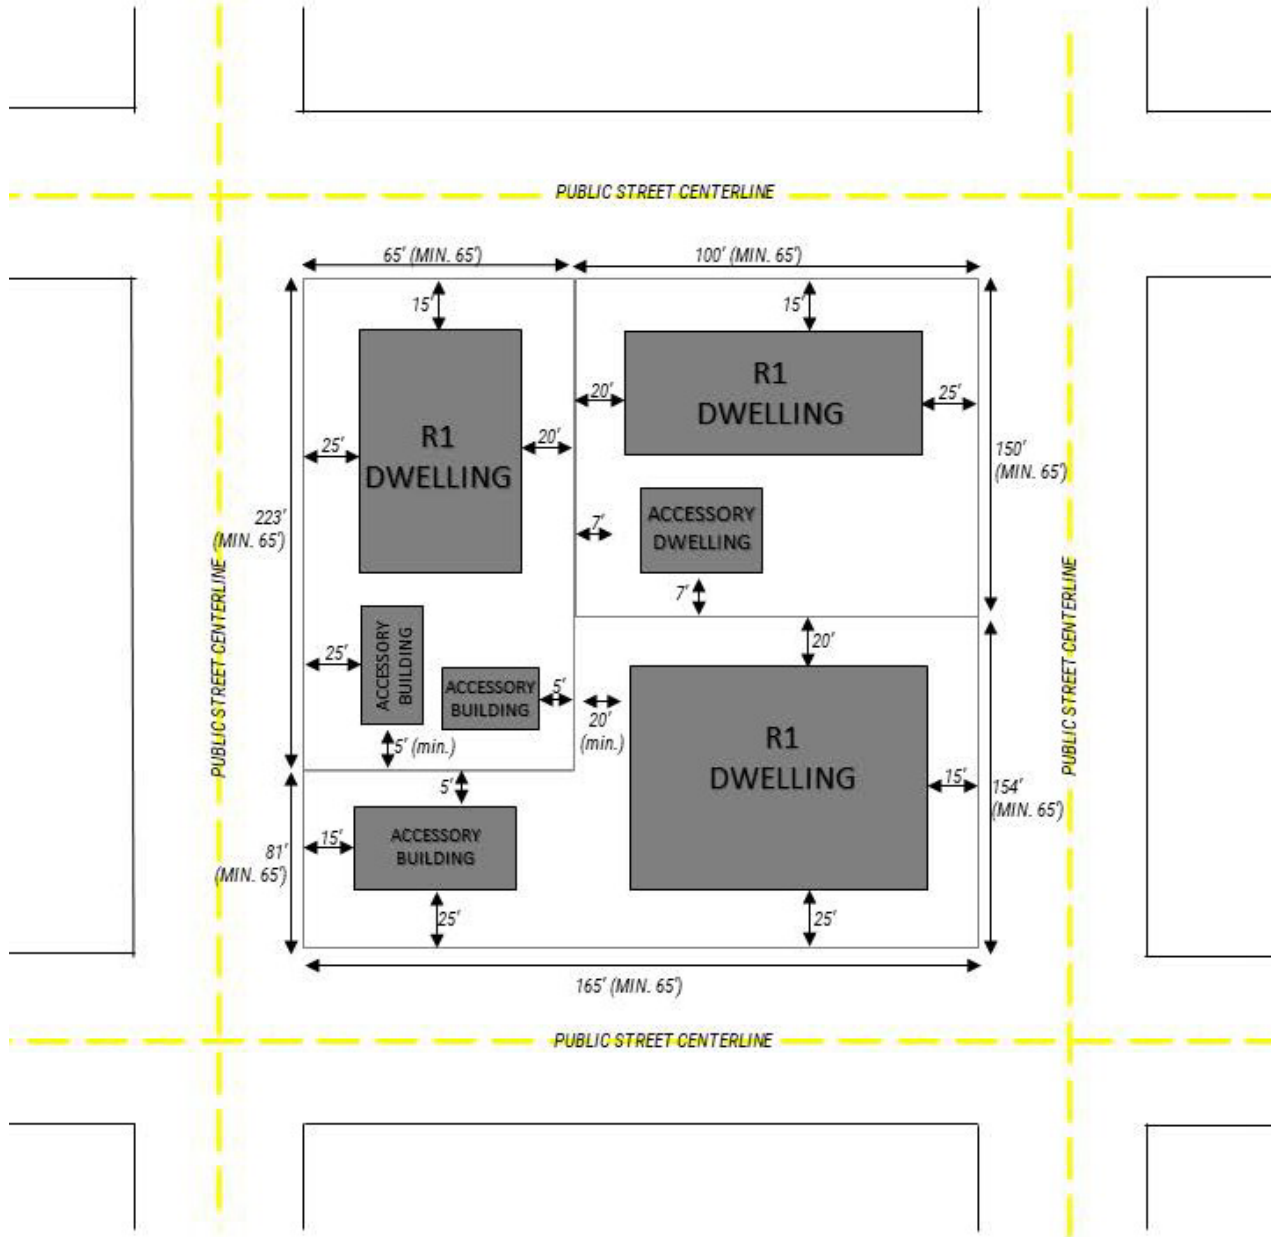 PUBLIC STREET CENTERLINE
65' (MIN. 65')
100' (MIN. 65')
15'
15'
R1
DWELLING
R1
DWELLING
20'
25'
25'
20'
150'
(MIN. 65')
223'
(MIN. 65')
7'
ACCESSORY
DWELLING
7'
PUBLIC STREET CENTERLINE
PUBLIC STREET CENTERLINE
25'
ACCESSORY
BUILDING
ACCESSORY
BUILDING
5'
5' (min.)
20'
20'
(min.)
R1
DWELLING
15'
154'
(MIN. 65')
5'
81'
(MIN. 65')
15'
ACCESSORY
BUILDING
25'
25'
165' (MIN. 65')
PUBLIC STREET CENTERLINE